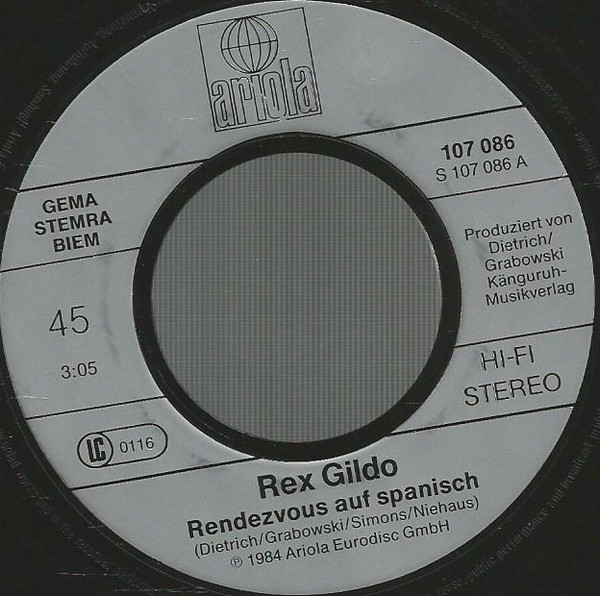 ariola
107 086
S 107 086 A
GEMA
STEMRA
BIEM
Produziert von
Dietrich/
Grabowski
Känguruh-
Musikverlag
45
3:05
HI-FI
STEREO
LC 0116
Rex Gildo
Rendezvous auf spanisch
(Dietrich/Grabowski/Simons/Niehaus)
℗ 1984 Ariola Eurodisc GmbH